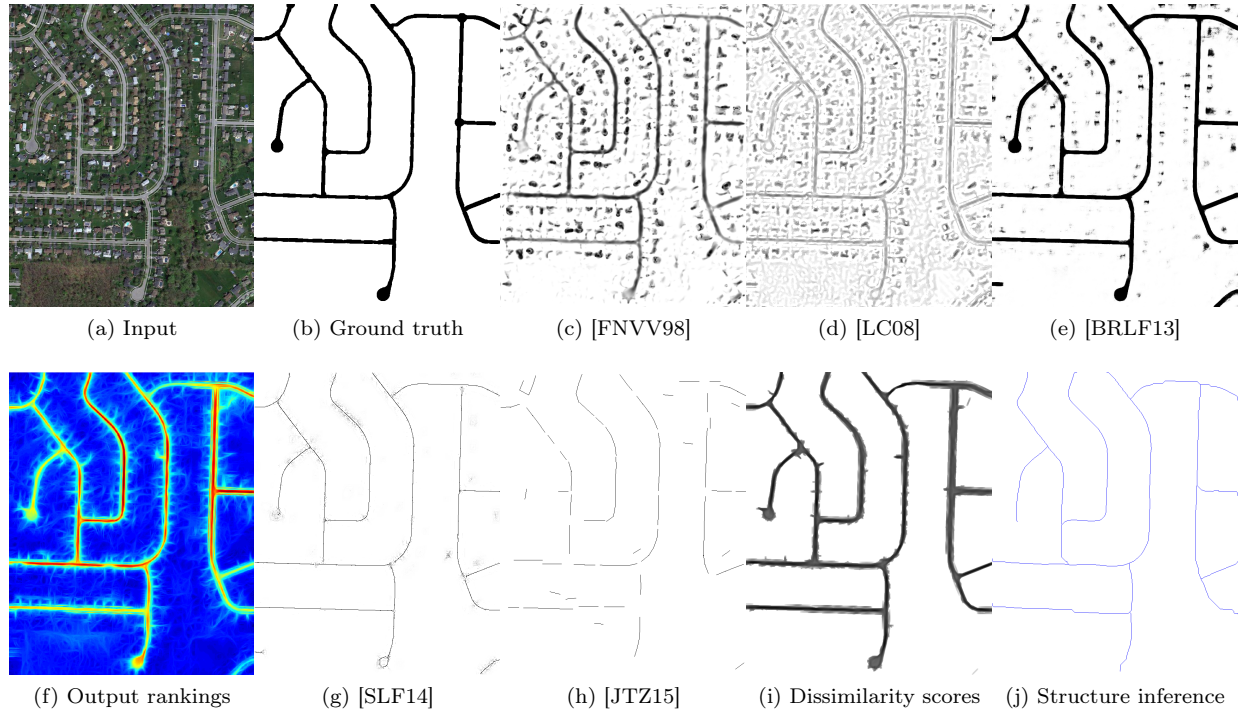 (a) Input
(b) Ground truth
(c) [FNVV98]
(d) [LC08]
(e) [BRLF13]
(f) Output rankings
(g) [SLF14]
(h) [JTZ15]
(i) Dissimilarity scores
(j) Structure inference